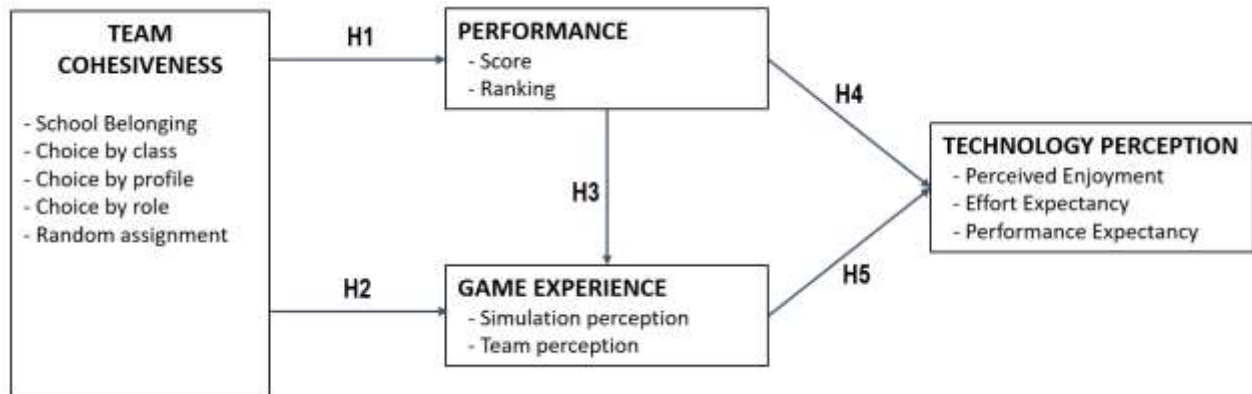 TEAM
COHESIVENESS
- School Belonging
- Choice by class
- Choice by profile
- Choice by role
- Random assignment
H1
H2
PERFORMANCE
- Score
- Ranking
H3
GAME EXPERIENCE
- Simulation perception
- Team perception
H4
H5
TECHNOLOGY PERCEPTION
- Perceived Enjoyment
- Effort Expectancy
- Performance Expectancy